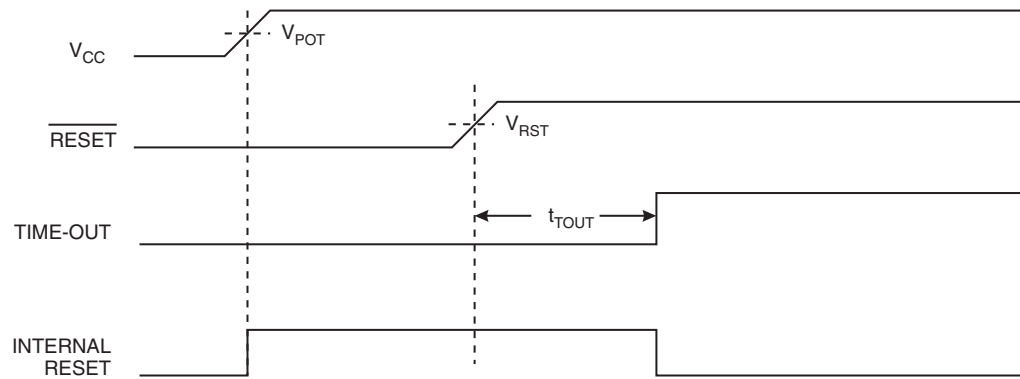 V_CC
V_POT
RESET
V_RST
TIME-OUT
t_TOUT
INTERNAL
RESET